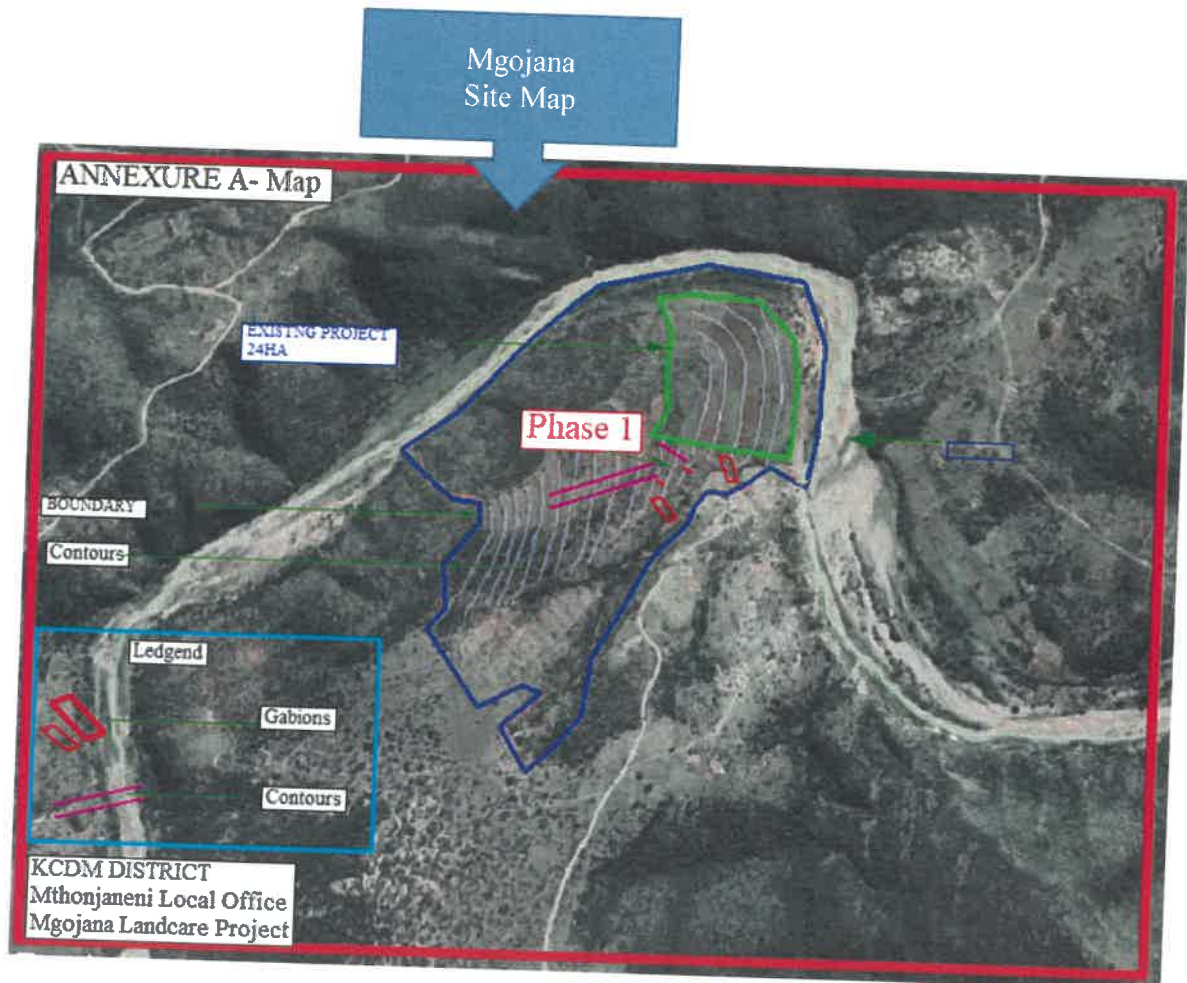 Mgojana
Site Map
ANNEXURE A- Map
EXISTNG PROJECT
24HA
Phase 1
BOUNDARY
Contours
Ledgend
Gabions
Contours
KCDM DISTRICT
Mthonjaneni Local Office
Mgojana Landcare Project